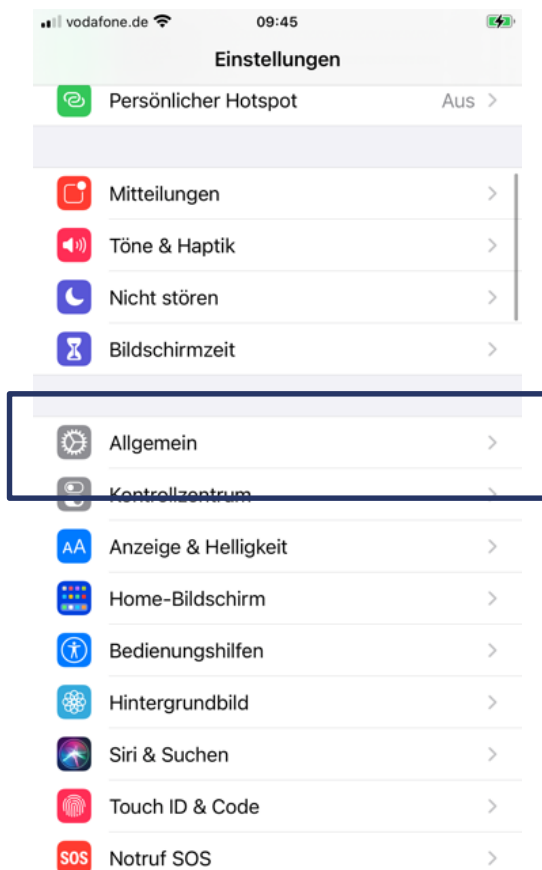 vodafone.de 09:45
Einstellungen
Persönlicher Hotspot Aus
Mitteilungen
Töne & Haptik
Nicht stören
Bildschirmzeit
Allgemein
Kontrollzentrum
AA Anzeige & Helligkeit
Home-Bildschirm
Bedienungshilfen
Hintergrundbild
Siri & Suchen
Touch ID & Code
SOS Notruf SOS